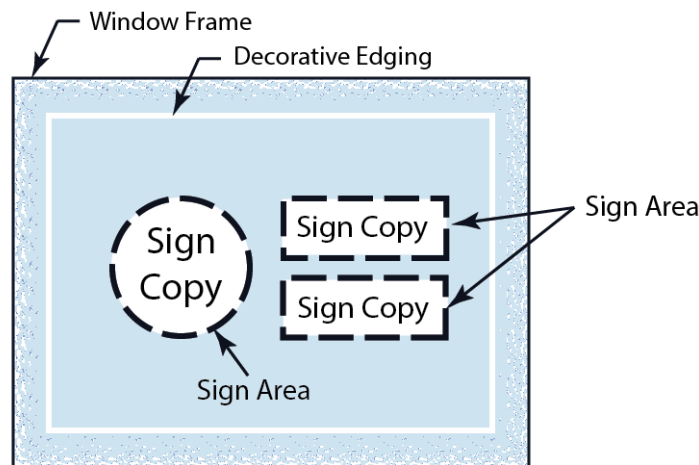 Window Frame
Decorative Edging
Sign
Copy
Sign Copy
Sign Area
Sign Copy
Sign Area